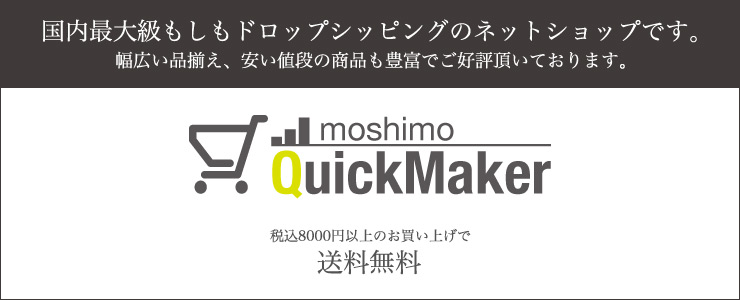 国内最大級もしもドロップシッピングのネットショップです。
幅広い品揃え、安い値段の商品も豊富でご好評頂いております。
moshimo
QuickMaker
税込8000円以上のお買い上げで
送料無料